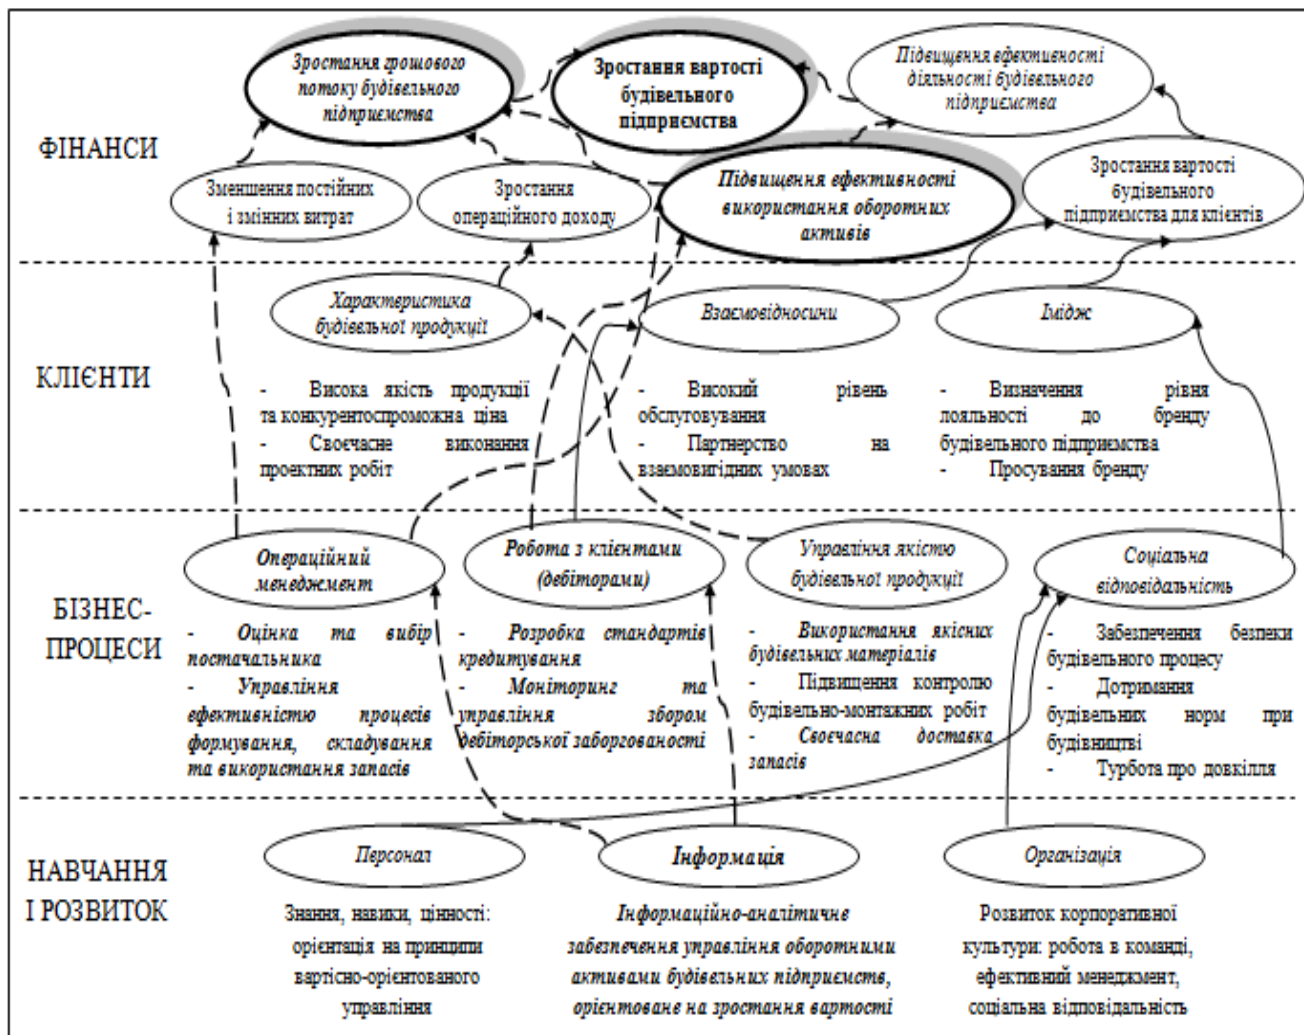 ФІНАНСИ
Зростання грошового
потоку будівельного
підприємства
Зростання вартості
будівельного
підприємства
Підвищення ефективності
діяльності будівельного
підприємства
Зменшення постійних
і змінних витрат
Зростання
операційного доходу
Підвищення ефективності
використання оборотних
активів
Зростання вартості
будівельного
підприємства для клієнтів
КЛІЄНТИ
Характеристика
будівельної продукції
Взаємовідносини
Імідж
- Висока якість продукції
та конкурентоспроможна ціна
- Своєчасне виконання
проектних робіт
- Високий рівень
обслуговування
- Партнерство на
взаємовигідних умовах
- Визначення рівня
лояльності до бренду
будівельного підприємства
- Просування бренду
БІЗНЕС-
ПРОЦЕСИ
Операційний
менеджмент
Робота з клієнтами
(дебіторами)
Управління якістю
будівельної продукції
Соціальна
відповідальність
- Оцінка та вибір
постачальника
- Управління
ефективністю процесів
формування, складування
та використання запасів
- Розробка стандартів
кредитування
- Моніторинг та
управління збором
дебіторської заборгованості
- Використання якісних
будівельних матеріалів
- Підвищення контролю
будівельно-монтажних робіт
- Своєчасна доставка
запасів
- Забезпечення безпеки
будівельного процесу
- Дотримання
будівельних норм при
будівництві
- Турбота про довкілля
НАВЧАННЯ
І РОЗВИТОК
Персонал
Інформація
Організація
Знання, навики, цінності:
орієнтація на принципи
вартісно-орієнтованого
управління
Інформаційно-аналітичне
забезпечення управління оборотними
активами будівельних підприємств,
орієнтоване на зростання вартості
Розвиток корпоративної
культури: робота в команді,
ефективний менеджмент,
соціальна відповідальність